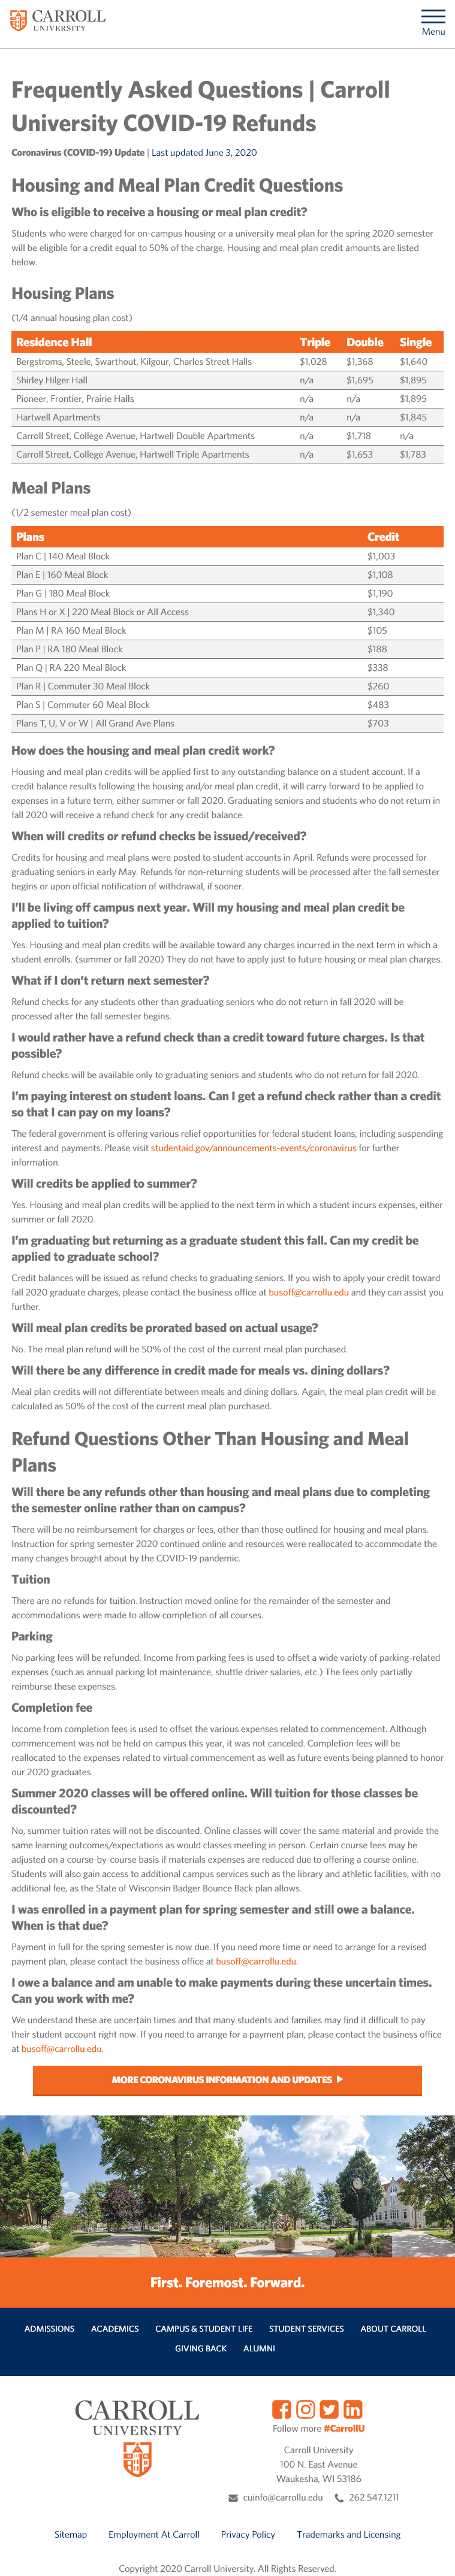 CARROLL
UNIVERSITY
Menu
Frequently Asked Questions | Carroll
University COVID-19 Refunds
Coronavirus (COVID-19) Update | Last updated June 3, 2020
Housing and Meal Plan Credit Questions
Who is eligible to receive a housing or meal plan credit?
Students who were charged for on-campus housing or a university meal plan for the spring 2020 semester
will be eligible for a credit equal to 50% of the charge. Housing and meal plan credit amounts are listed
below.
Housing Plans
(1/4 annual housing plan cost)
Residence Hall Triple Double Single
Bergstroms, Steele, Swarthout, Kilgour, Charles Street Halls $1,028 $1,368 $1,640
Shirley Hilger Hall n/a $1,695 $1,895
Pioneer, Frontier, Prairie Halls n/a n/a $1,895
Hartwell Apartments n/a n/a $1,845
Carroll Street, College Avenue, Hartwell Double Apartments n/a $1,718 n/a
Carroll Street, College Avenue, Hartwell Triple Apartments n/a $1,653 $1,783
Meal Plans
(1/2 semester meal plan cost)
Plans Credit
Plan C | 140 Meal Block $1,003
Plan E | 160 Meal Block $1,108
Plan G | 180 Meal Block $1,190
Plans H or X | 220 Meal Block or All Access $1,340
Plan M | RA 160 Meal Block $105
Plan P | RA 180 Meal Block $188
Plan Q | RA 220 Meal Block $338
Plan R | Commuter 30 Meal Block $260
Plan S | Commuter 60 Meal Block $483
Plans T, U, V or W | All Grand Ave Plans $703
How does the housing and meal plan credit work?
Housing and meal plan credits will be applied first to any outstanding balance on a student account. If a
credit balance results following the housing and/or meal plan credit, it will carry forward to be applied to
expenses in a future term, either summer or fall 2020. Graduating seniors and students who do not return in
fall 2020 will receive a refund check for any credit balance.
When will credits or refund checks be issued/received?
Credits for housing and meal plans were posted to student accounts in April. Refunds were processed for
graduating seniors in early May. Refunds for non-returning students will be processed after the fall semester
begins or upon official notification of withdrawal, if sooner.
I'll be living off campus next year. Will my housing and meal plan credit be
applied to tuition?
Yes. Housing and meal plan credits will be available toward any charges incurred in the next term in which a
student enrolls. (summer or fall 2020) They do not have to apply just to future housing or meal plan charges.
What if I don't return next semester?
Refund checks for any students other than graduating seniors who do not return in fall 2020 will be
processed after the fall semester begins.
I would rather have a refund check than a credit toward future charges. Is that
possible?
Refund checks will be available only to graduating seniors and students who do not return for fall 2020.
I'm paying interest on student loans. Can I get a refund check rather than a credit
so that I can pay on my loans?
The federal government is offering various relief opportunities for federal student loans, including suspending
interest and payments. Please visit studentaid.gov/announcements-events/coronavirus for further
information.
Will credits be applied to summer?
Yes. Housing and meal plan credits will be applied to the next term in which a student incurs expenses, either
summer or fall 2020.
I'm graduating but returning as a graduate student this fall. Can my credit be
applied to graduate school?
Credit balances will be issued as refund checks to graduating seniors. If you wish to apply your credit toward
fall 2020 graduate charges, please contact the business office at busoff@carrollu.edu and they can assist you
further.
Will meal plan credits be prorated based on actual usage?
No. The meal plan refund will be 50% of the cost of the current meal plan purchased.
Will there be any difference in credit made for meals vs. dining dollars?
Meal plan credits will not differentiate between meals and dining dollars. Again, the meal plan credit will be
calculated as 50% of the cost of the current meal plan purchased.
Refund Questions Other Than Housing and Meal
Plans
Will there be any refunds other than housing and meal plans due to completing
the semester online rather than on campus?
There will be no reimbursement for charges or fees, other than those outlined for housing and meal plans.
Instruction for spring semester 2020 continued online and resources were reallocated to accommodate the
many changes brought about by the COVID-19 pandemic.
Tuition
There are no refunds for tuition. Instruction moved online for the remainder of the semester and
accommodations were made to allow completion of all courses.
Parking
No parking fees will be refunded. Income from parking fees is used to offset a wide variety of parking-related
expenses (such as annual parking lot maintenance, shuttle driver salaries, etc.) The fees only partially
reimburse these expenses.
Completion fee
Income from completion fees is used to offset the various expenses related to commencement. Although
commencement was not be held on campus this year, it was not canceled. Completion fees will be
reallocated to the expenses related to virtual commencement as well as future events being planned to honor
our 2020 graduates.
Summer 2020 classes will be offered online. Will tuition for those classes be
discounted?
No, summer tuition rates will not be discounted. Online classes will cover the same material and provide the
same learning outcomes/expectations as would classes meeting in person. Certain course fees may be
adjusted on a course-by-course basis if materials expenses are reduced due to offering a course online.
Students will also gain access to additional campus services such as the library and athletic facilities, with no
additional fee, as the State of Wisconsin Badger Bounce Back plan allows.
I was enrolled in a payment plan for spring semester and still owe a balance.
When is that due?
Payment in full for the spring semester is now due. If you need more time or need to arrange for a revised
payment plan, please contact the business office at busoff@carrollu.edu.
I owe a balance and am unable to make payments during these uncertain times.
Can you work with me?
We understand these are uncertain times and that many students and families may find it difficult to pay
their student account right now. If you need to arrange for a payment plan, please contact the business office
at busoff@carrollu.edu.
MORE CORONAVIRUS INFORMATION AND UPDATES
First. Foremost. Forward.
ADMISSIONS ACADEMICS CAMPUS & STUDENT LIFE STUDENT SERVICES ABOUT CARROLL
GIVING BACK ALUMNI
CARROLL
UNIVERSITY
Follow more #CarrollU
Carroll University
100 N. East Avenue
Waukesha, WI 53186
cuinfo@carrollu.edu 262.547.1211
Sitemap Employment At Carroll Privacy Policy Trademarks and Licensing
Copyright 2020 Carroll University. All Rights Reserved.